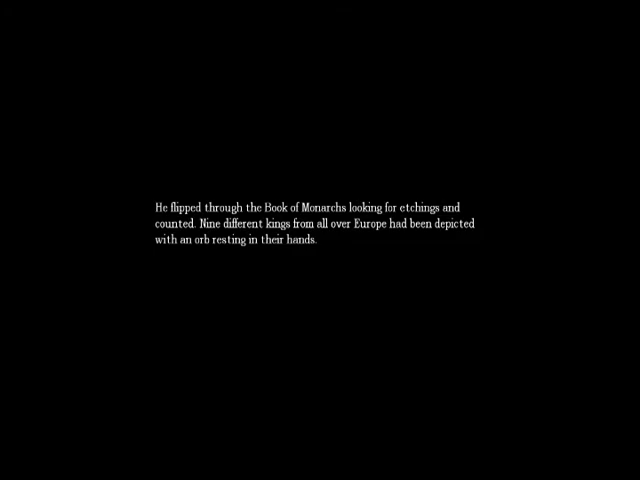 He flipped through the Book of Monarchs looking for etchings and
counted. Nine different kings from all over Europe had been depicted
with an orb resting in their hands.